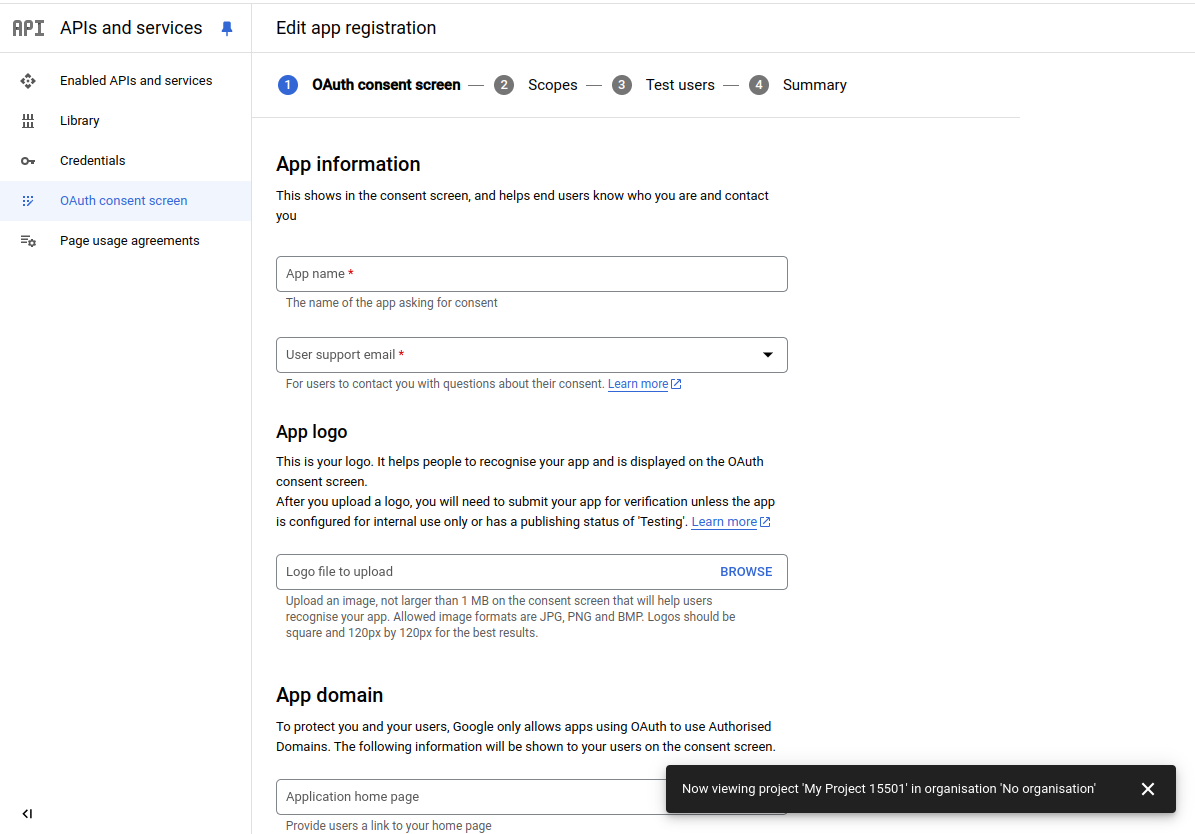 API APIs and services
Edit app registration
Enabled APIs and services
Library
Credentials
OAuth consent screen
Page usage agreements
1 OAuth consent screen — 2 Scopes — 3 Test users — 4 Summary
App information
This shows in the consent screen, and helps end users know who you are and contact
you
App name *
The name of the app asking for consent
User support email *
For users to contact you with questions about their consent. Learn more
App logo
This is your logo. It helps people to recognise your app and is displayed on the OAuth
consent screen.
After you upload a logo, you will need to submit your app for verification unless the app
is configured for internal use only or has a publishing status of 'Testing'. Learn more
Logo file to upload BROWSE
Upload an image, not larger than 1 MB on the consent screen that will help users
recognise your app. Allowed image formats are JPG, PNG and BMP. Logos should be
square and 120px by 120px for the best results.
App domain
To protect you and your users, Google only allows apps using OAuth to use Authorised
Domains. The following information will be shown to your users on the consent screen.
Application home page
Provide users a link to your home page
Now viewing project 'My Project 15501' in organisation 'No organisation'